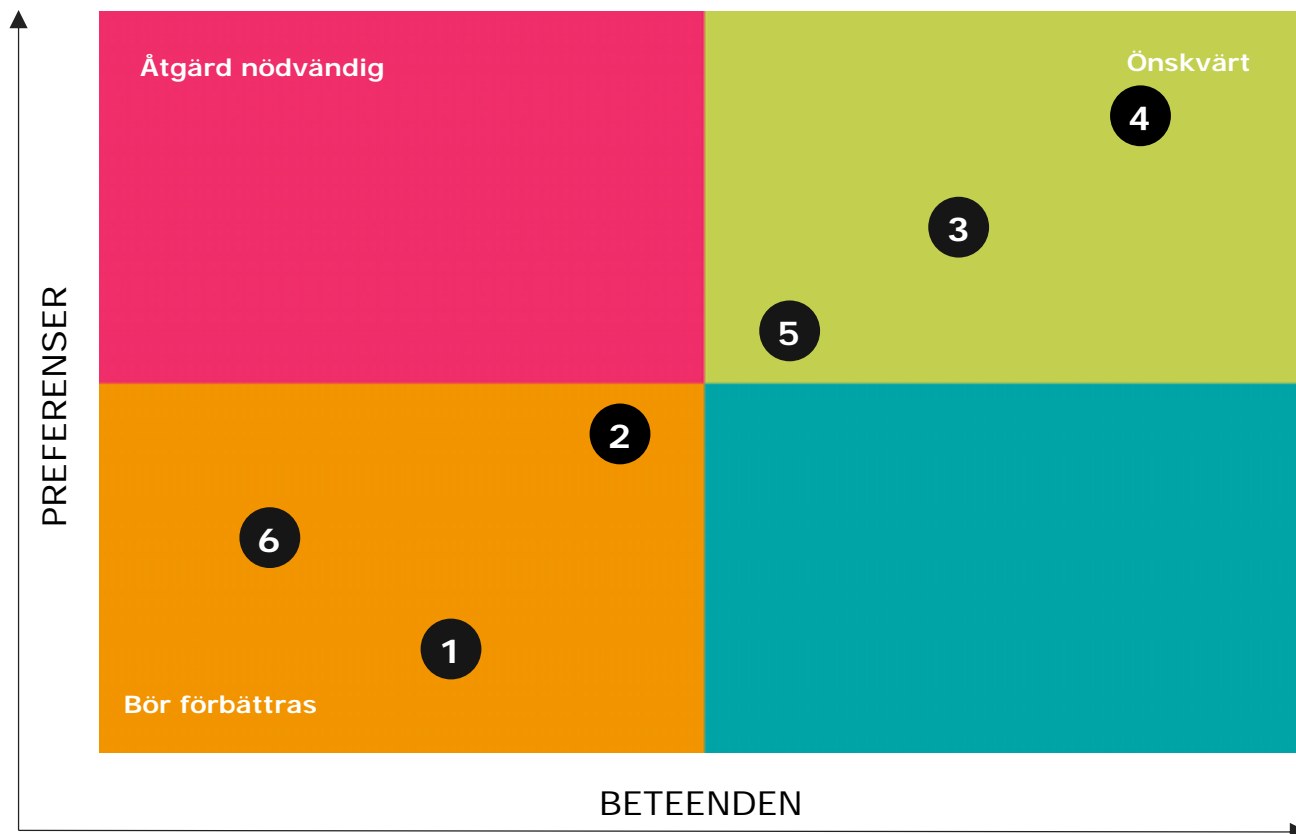 Åtgärd nödvändig
Önskvärt
4
3
5
2
6
1
Bör förbättras
PREFERENSER
BETEENDEN